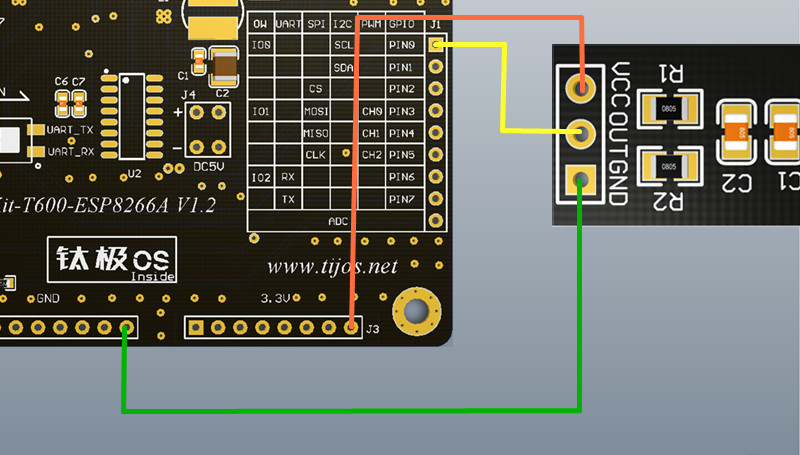 OW UART SPI I2C PWM GPIO J1
IO0 SCL PIN0
SDA PIN1
CS PIN2
IO1 MOSI CH0 PIN3
MISO CH1 PIN4
CLK CH2 PIN5
IO2 RX PIN6
TX PIN7
ADC
C1
C2
C6 C7
J4
+
−
DC5V
U2
UART_TX
UART_RX
Kit-T600-ESP8266A V1.2
钛极OS
Inside
www.tijos.net
GND
3.3V
J3
VCC
OUT
GND
R1
0805
R2
0805
C2
805
C1
805